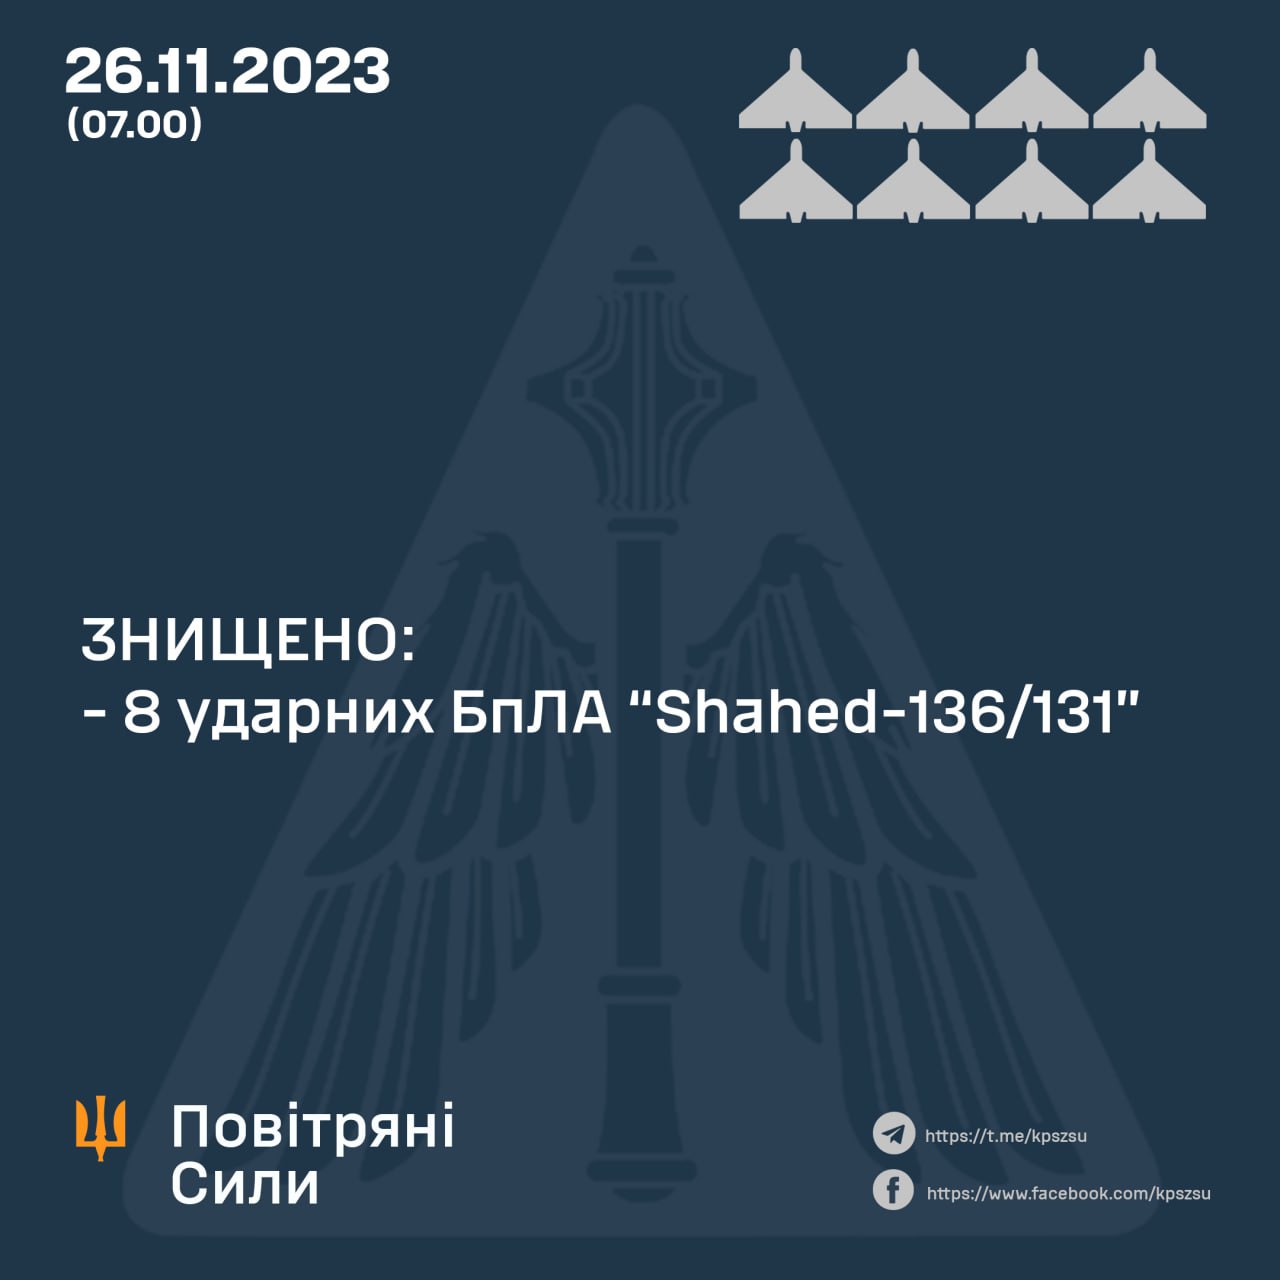 26.11.2023
(07.00)
ЗНИЩЕНО:
- 8 ударних БпЛА “Shahed-136/131”
Повітряні
Сили
https://t.me/kpszsu
https://www.facebook.com/kpszsu